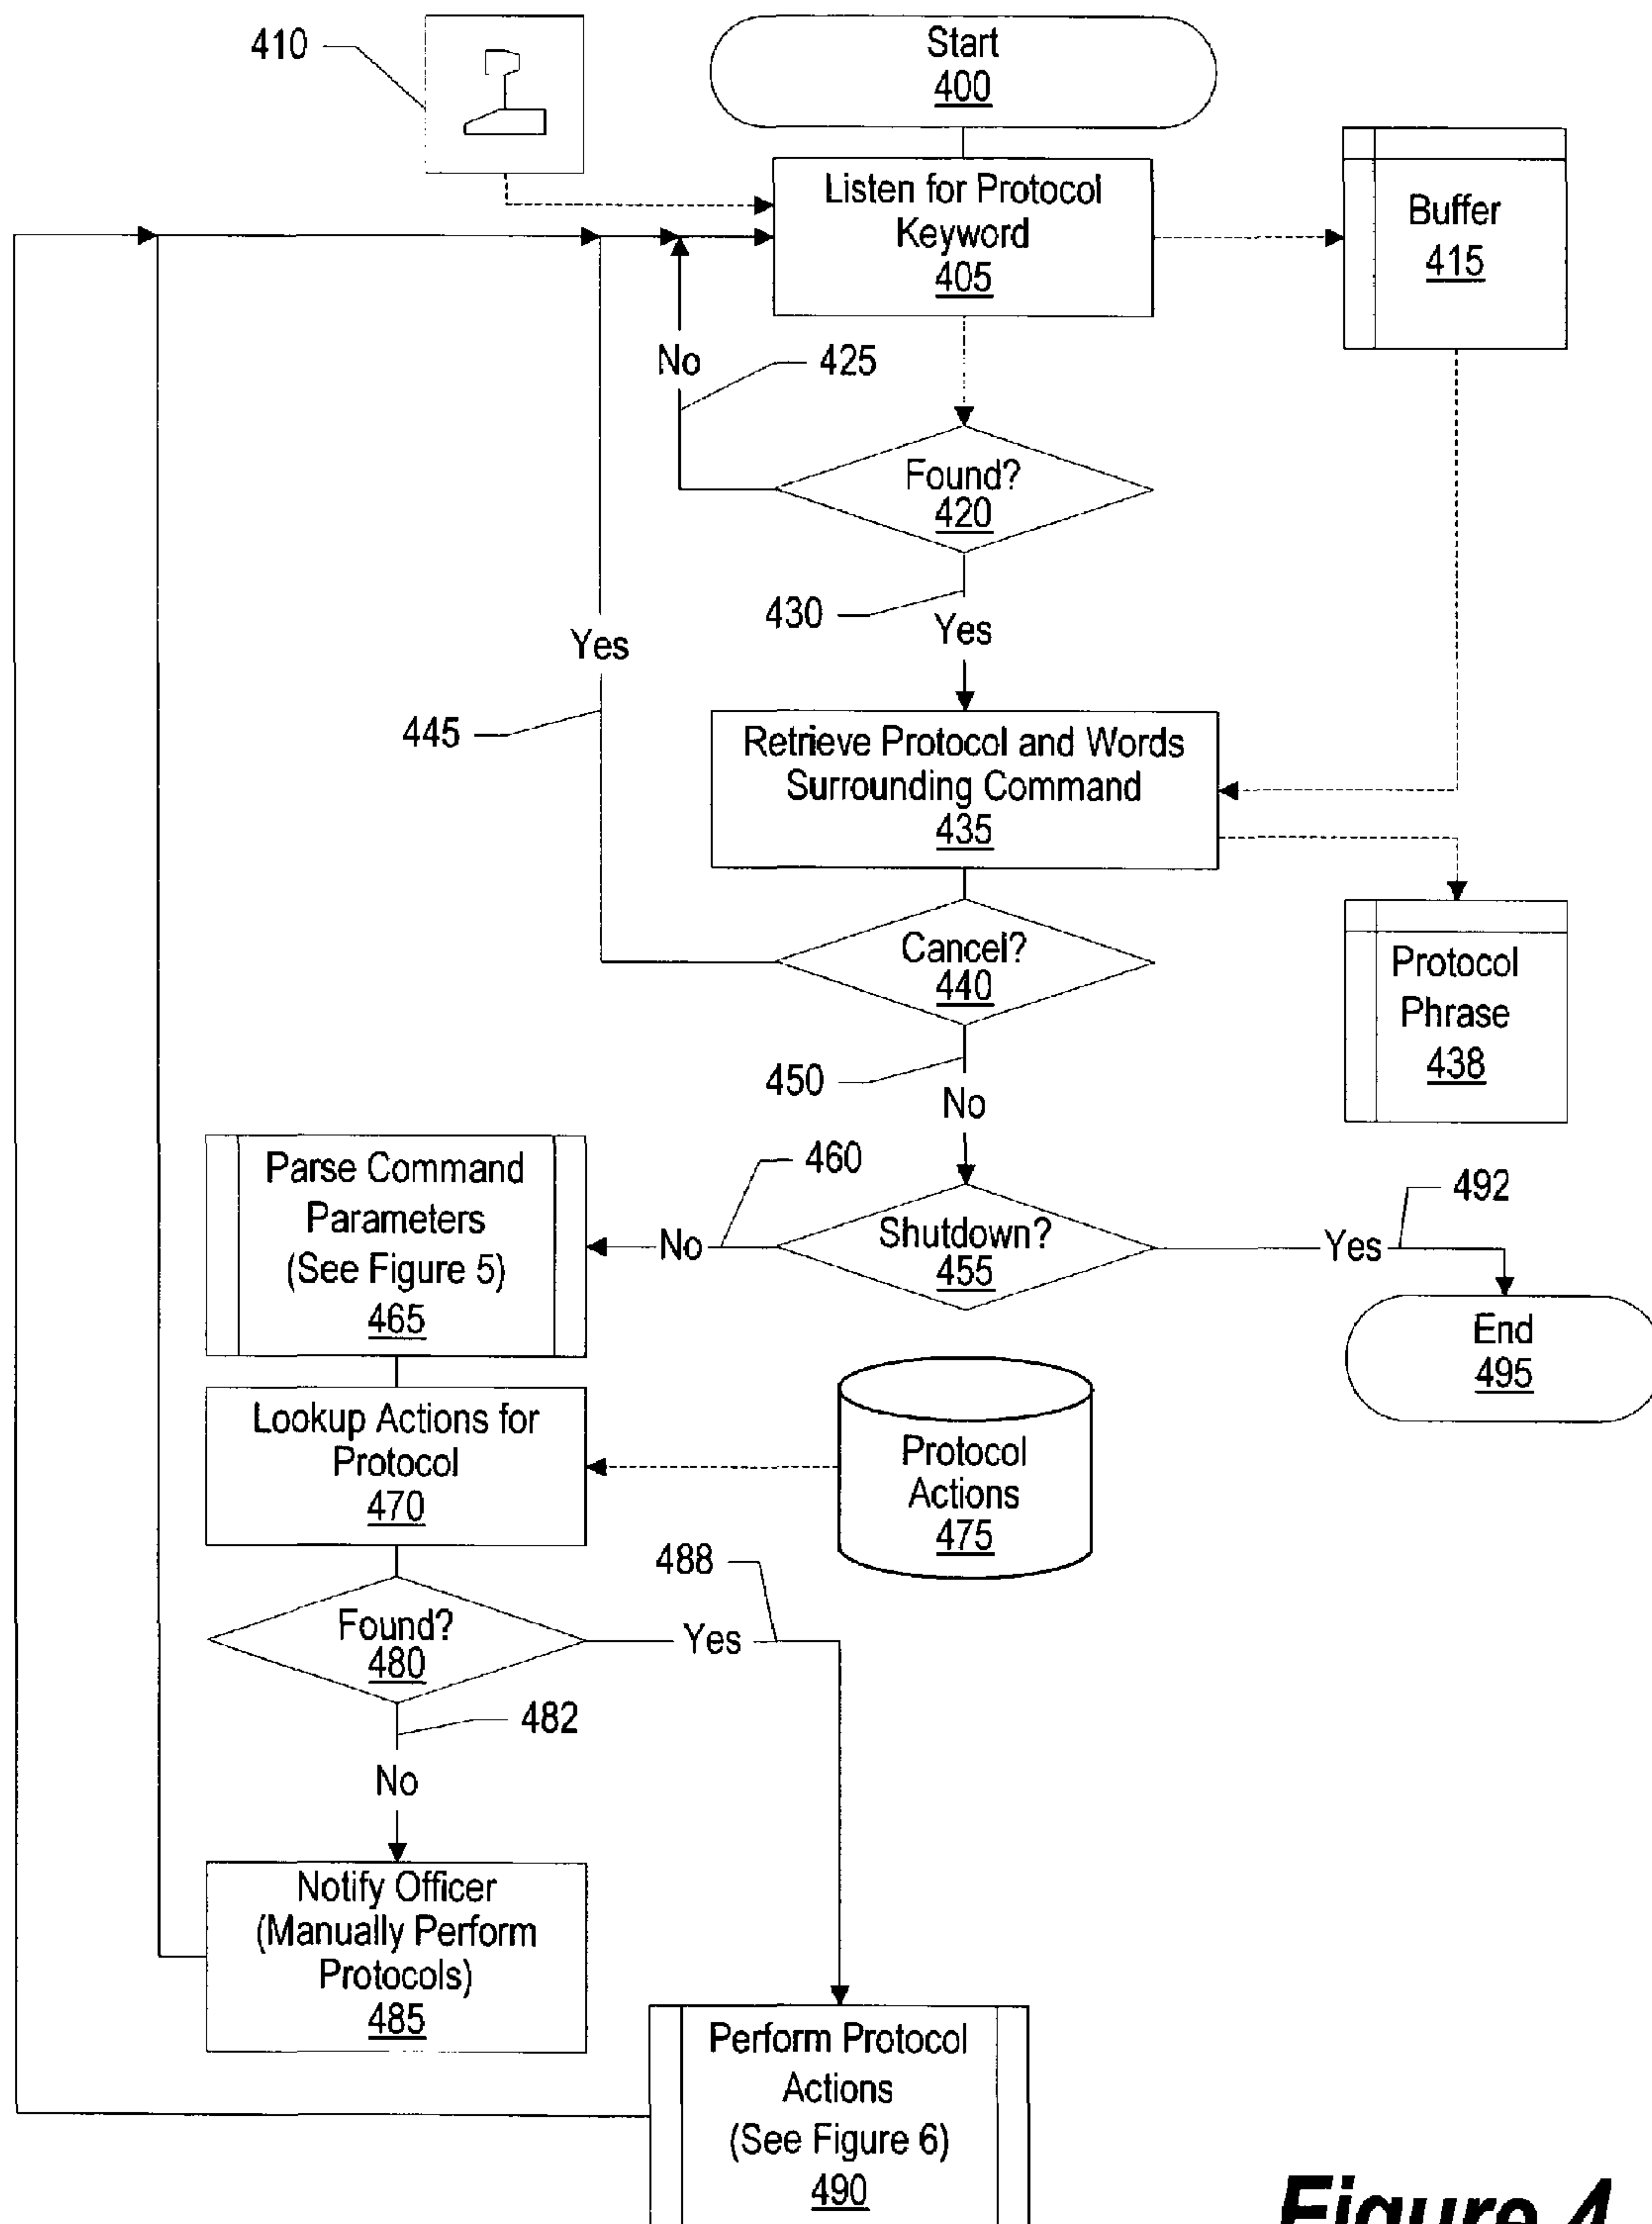 410
Start
400
Listen for Protocol
Keyword
405
Buffer
415
No
425
Found?
420
430
Yes
Yes
445
Retrieve Protocol and Words
Surrounding Command
435
Cancel?
440
Protocol
Phrase
438
450
No
Parse Command
Parameters
(See Figure 5)
465
460
No
Shutdown?
455
492
Yes
End
495
Lookup Actions for
Protocol
470
Protocol
Actions
475
488
Found?
480
Yes
482
No
Notify Officer
(Manually Perform
Protocols)
485
Perform Protocol
Actions
(See Figure 6)
490
Figure 4